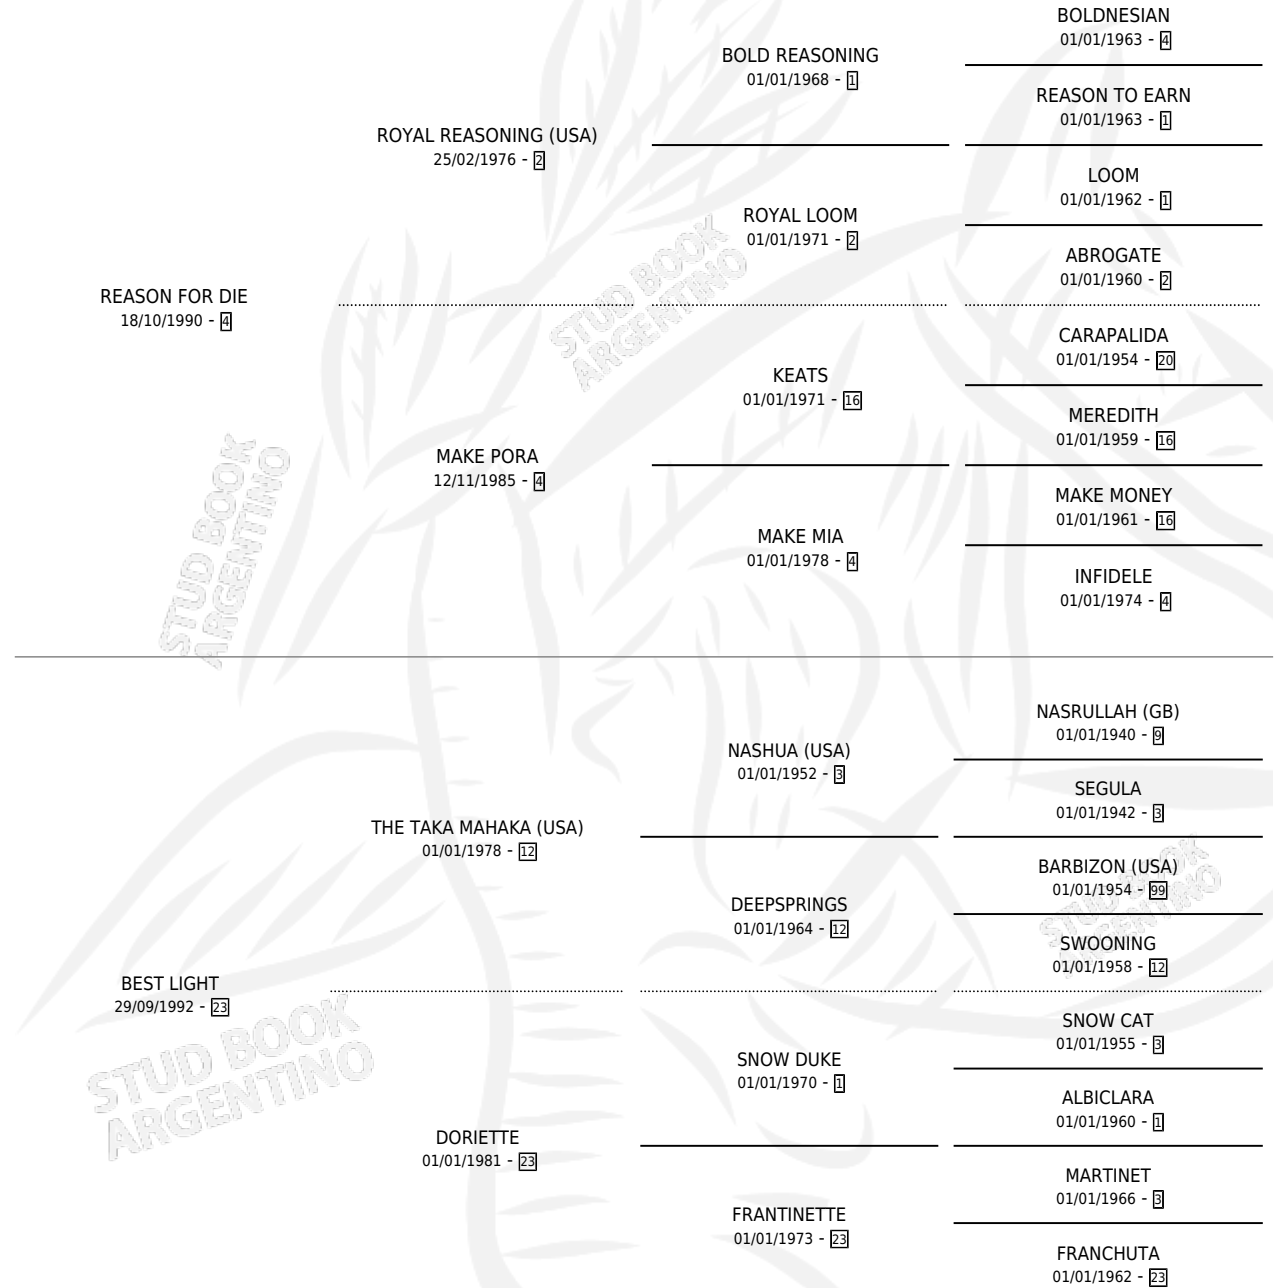 BOLDNESIAN
01/01/1963 - 4
BOLD REASONING
01/01/1968 - 1
REASON TO EARN
01/01/1963 - 1
ROYAL REASONING (USA)
25/02/1976 - 2
LOOM
01/01/1962 - 1
ROYAL LOOM
01/01/1971 - 2
ABROGATE
01/01/1960 - 2
REASON FOR DIE
18/10/1990 - 4
CARAPALIDA
01/01/1954 - 20
KEATS
01/01/1971 - 16
MEREDITH
01/01/1959 - 16
MAKE PORA
12/11/1985 - 4
MAKE MONEY
01/01/1961 - 16
MAKE MIA
01/01/1978 - 4
INFIDELE
01/01/1974 - 4
NASRULLAH (GB)
01/01/1940 - 9
NASHUA (USA)
01/01/1952 - 3
SEGULA
01/01/1942 - 3
THE TAKA MAHAKA (USA)
01/01/1978 - 12
BARBIZON (USA)
01/01/1954 - 99
DEEPSPRINGS
01/01/1964 - 12
SWOONING
01/01/1958 - 12
BEST LIGHT
29/09/1992 - 23
SNOW CAT
01/01/1955 - 3
SNOW DUKE
01/01/1970 - 1
ALBICLARA
01/01/1960 - 1
DORIETTE
01/01/1981 - 23
MARTINET
01/01/1966 - 3
FRANTINETTE
01/01/1973 - 23
FRANCHUTA
01/01/1962 - 23
STUD BOOK
ARGENTINO
STUD BOOK
ARGENTINO
STUD BOOK
ARGENTINO
STUD BOOK
ARGENTINO